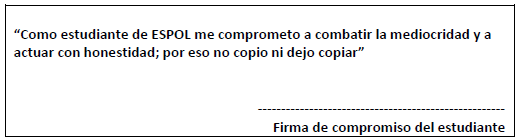 “Como estudiante de ESPOL me comprometo a combatir la mediocridad y a
actuar con honestidad; por eso no copio ni dejo copiar”
------------------------------------------------------
Firma de compromiso del estudiante